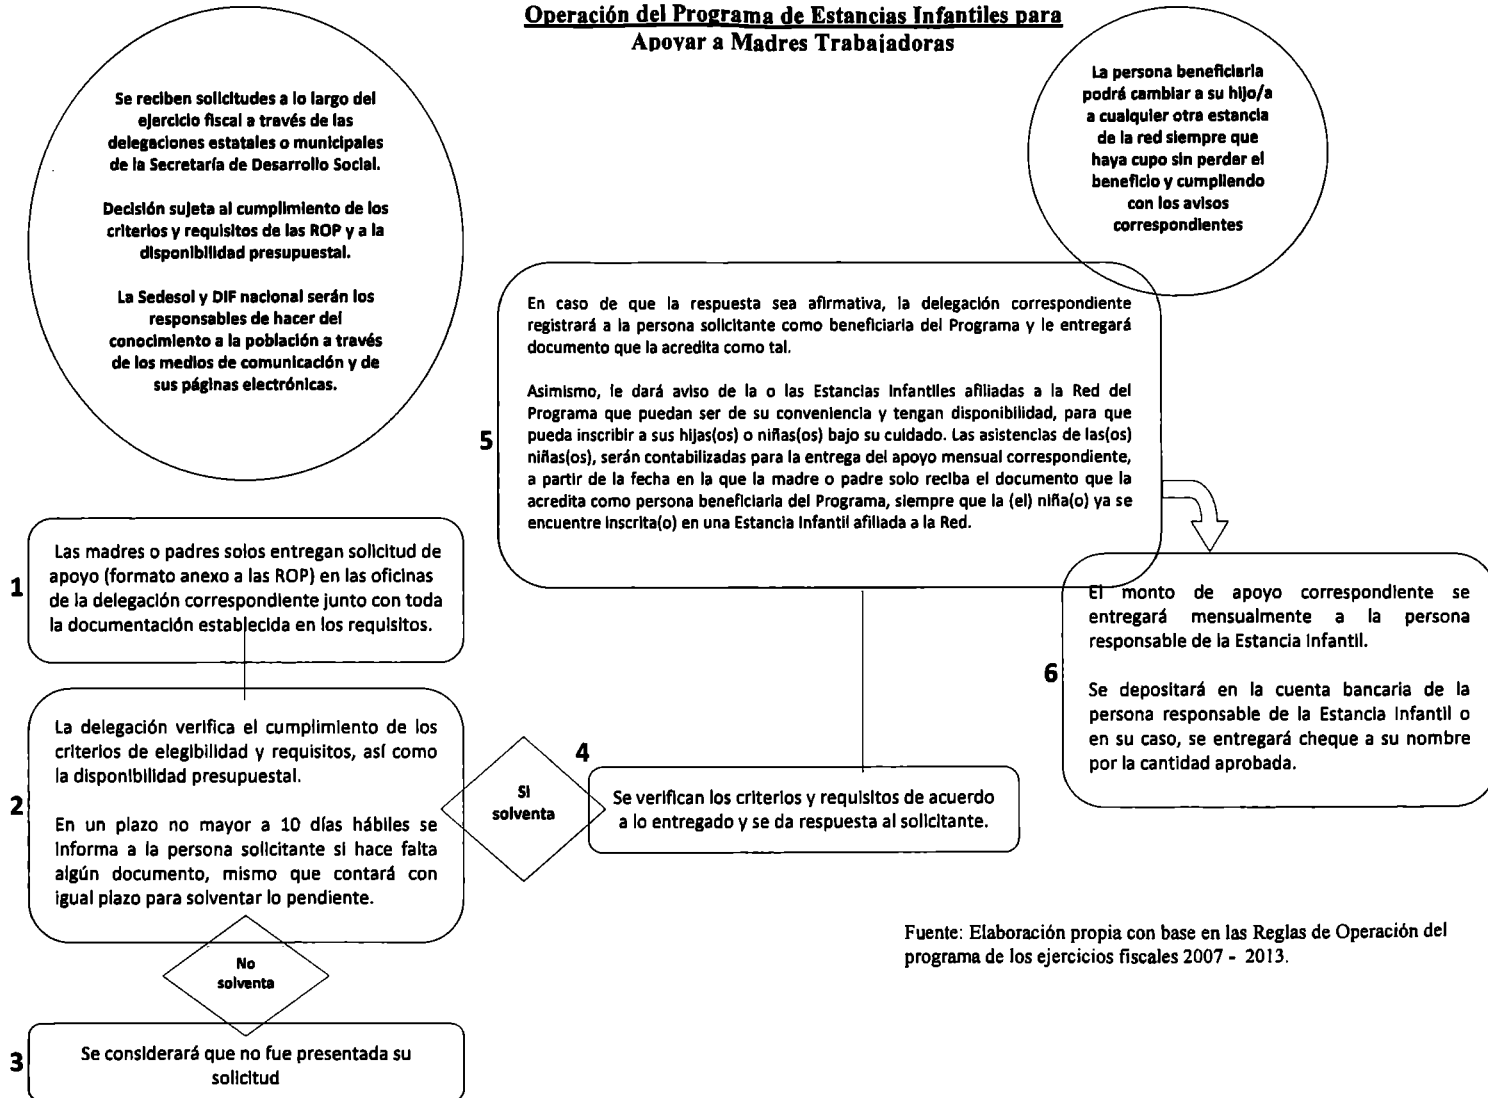 Operación del Programa de Estancias Infantiles para
Apoyar a Madres Trabajadoras
Se reciben solicitudes a lo largo del
ejercicio fiscal a través de las
delegaciones estatales o municipales
de la Secretaría de Desarrollo Social.
Decisión sujeta al cumplimiento de los
criterios y requisitos de las ROP y a la
disponibilidad presupuestal.
La Sedesol y DIF nacional serán los
responsables de hacer del
conocimiento a la población a través
de los medios de comunicación y de
sus páginas electrónicas.
La persona beneficiaria
podrá cambiar a su hijo/a
a cualquier otra estancia
de la red siempre que
haya cupo sin perder el
beneficio y cumpliendo
con los avisos
correspondientes
1
Las madres o padres solos entregan solicitud de
apoyo (formato anexo a las ROP) en las oficinas
de la delegación correspondiente junto con toda
la documentación establecida en los requisitos.
2
La delegación verifica el cumplimiento de los
criterios de elegibilidad y requisitos, así como
la disponibilidad presupuestal.
En un plazo no mayor a 10 días hábiles se
informa a la persona solicitante si hace falta
algún documento, mismo que contará con
igual plazo para solventar lo pendiente.
No
solventa
3
Se considerará que no fue presentada su
solicitud
Si
solventa
4
Se verifican los criterios y requisitos de acuerdo
a lo entregado y se da respuesta al solicitante.
5
En caso de que la respuesta sea afirmativa, la delegación correspondiente
registrará a la persona solicitante como beneficiaria del Programa y le entregará
documento que la acredita como tal.
Asimismo, le dará aviso de la o las Estancias Infantiles afiliadas a la Red del
Programa que puedan ser de su conveniencia y tengan disponibilidad, para que
pueda inscribir a sus hijas(os) o niñas(os) bajo su cuidado. Las asistencias de las(os)
niñas(os), serán contabilizadas para la entrega del apoyo mensual correspondiente,
a partir de la fecha en la que la madre o padre solo reciba el documento que la
acredita como persona beneficiaria del Programa, siempre que la (el) niña(o) ya se
encuentre inscrita(o) en una Estancia Infantil afiliada a la Red.
6
El monto de apoyo correspondiente se
entregará mensualmente a la persona
responsable de la Estancia Infantil.
Se depositará en la cuenta bancaria de la
persona responsable de la Estancia Infantil o
en su caso, se entregará cheque a su nombre
por la cantidad aprobada.
Fuente: Elaboración propia con base en las Reglas de Operación del
programa de los ejercicios fiscales 2007 - 2013.